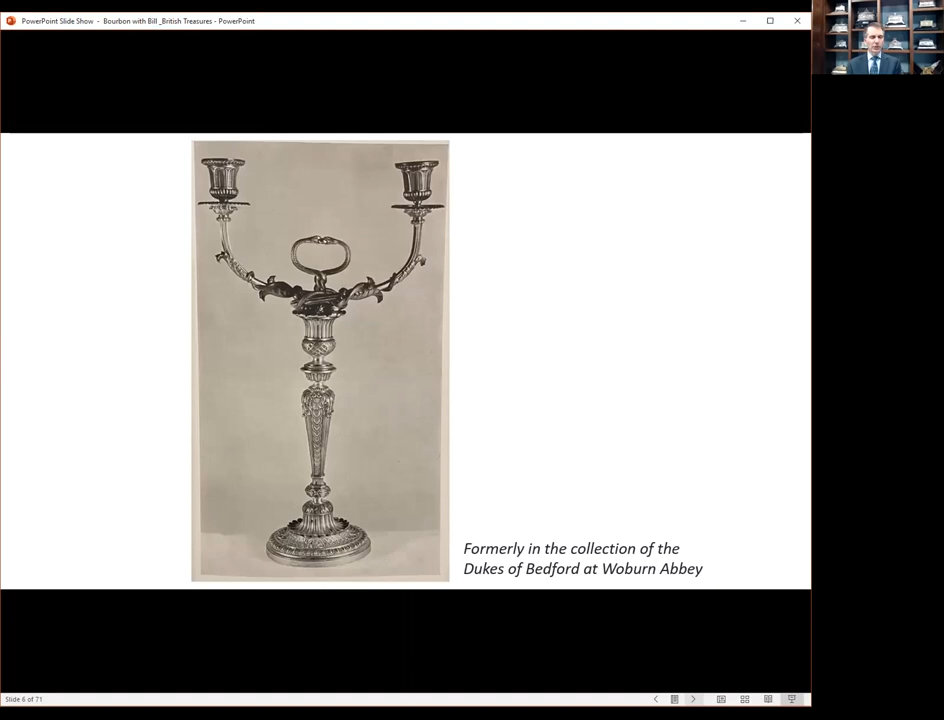 PowerPoint Slide Show - Bourbon with Bill _British Treasures - PowerPoint
Formerly in the collection of the
Dukes of Bedford at Woburn Abbey
Slide 6 of 71